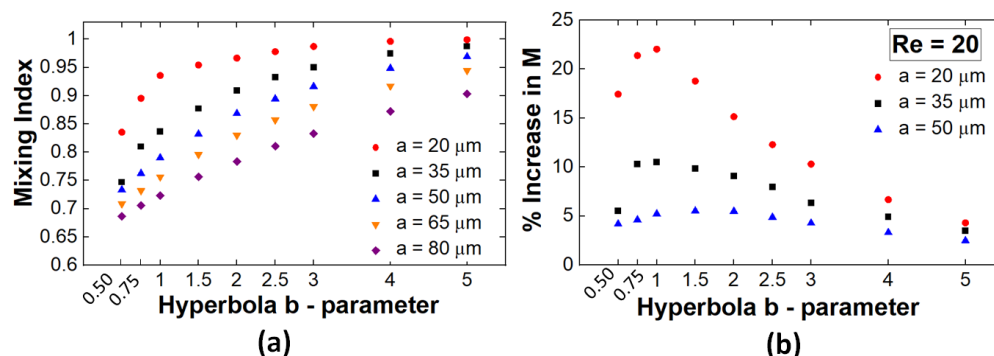 1
0.95
0.9
0.85
0.8
0.75
0.7
0.65
0.6
Mixing Index
a = 20 μm
a = 35 μm
a = 50 μm
a = 65 μm
a = 80 μm
0.50 0.75 1 1.5 2 2.5 3 4 5
Hyperbola b - parameter
(a)
25
20
15
10
5
0
% Increase in M
Re = 20
a = 20 μm
a = 35 μm
a = 50 μm
0.50 0.75 1 1.5 2 2.5 3 4 5
Hyperbola b - parameter
(b)